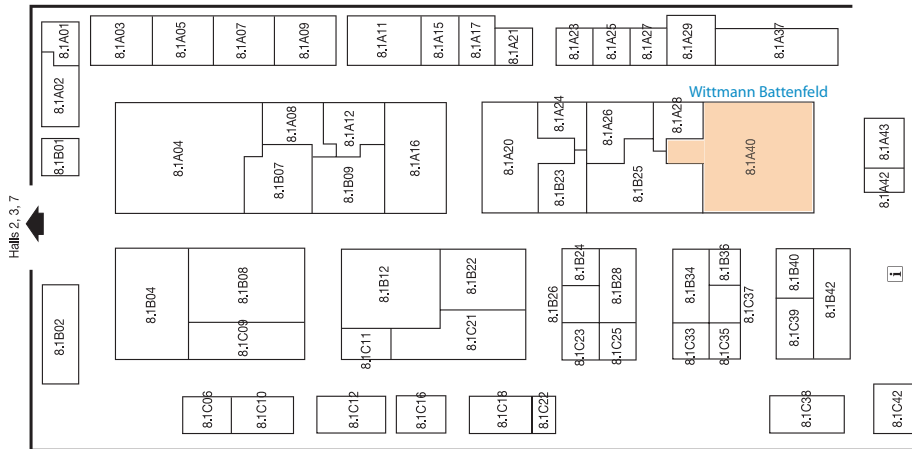 8.1A01
8.1A03
8.1A05
8.1A07
8.1A09
8.1A11
8.1A15
8.1A17
8.1A21
8.1A23
8.1A25
8.1A27
8.1A29
8.1A37
8.1A02
Wittmann Battenfeld
8.1A04
8.1A08
8.1A12
8.1A16
8.1A20
8.1A24
8.1A26
8.1A28
8.1A40
8.1A43
8.1A42
8.1B01
8.1B07
8.1B09
8.1B23
8.1B25
Halls 2, 3, 7
8.1B02
8.1B04
8.1B08
8.1C09
8.1B12
8.1B22
8.1C11
8.1C21
8.1B26
8.1B24
8.1B28
8.1C23
8.1C25
8.1B34
8.1B36
8.1C37
8.1C33
8.1C35
8.1B40
8.1B42
8.1C39
i
8.1C06
8.1C10
8.1C12
8.1C16
8.1C18
8.1C22
8.1C38
8.1C42